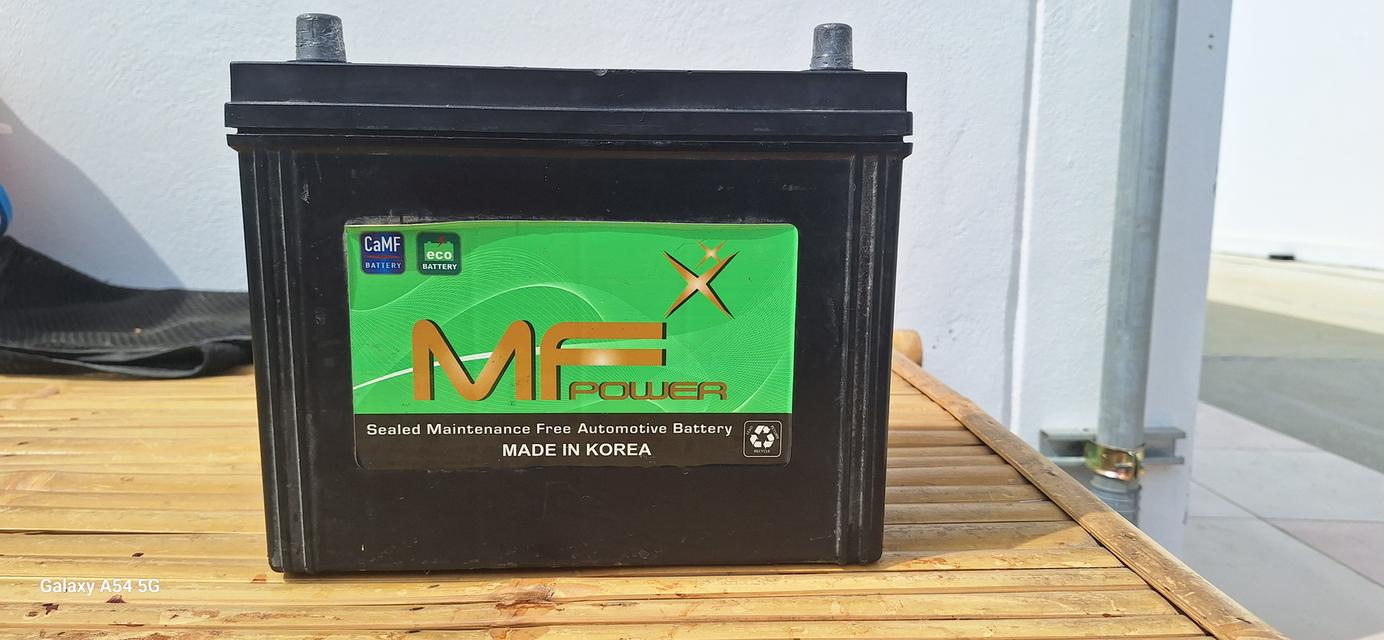 CaMF
BATTERY
eco
BATTERY
MF POWER
Sealed Maintenance Free Automotive Battery
MADE IN KOREA
RECYCLE
Galaxy A54 5G